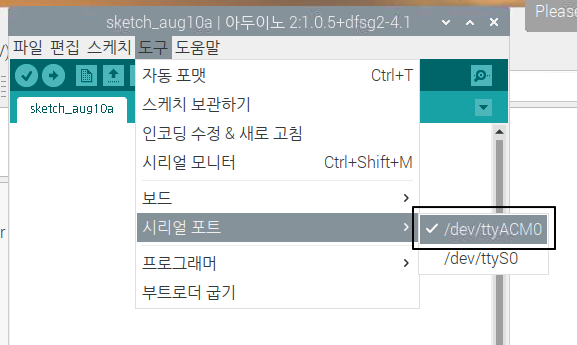 sketch_aug10a | 아두이노 2:1.0.5+dfsg2-4.1
Please
파일 편집 스케치 도구 도움말
자동 포맷 Ctrl+T
sketch_aug10a
스케치 보관하기
인코딩 수정 & 새로 고침
시리얼 모니터 Ctrl+Shift+M
보드
시리얼 포트
/dev/ttyACM0
/dev/ttyS0
프로그래머
부트로더 굽기